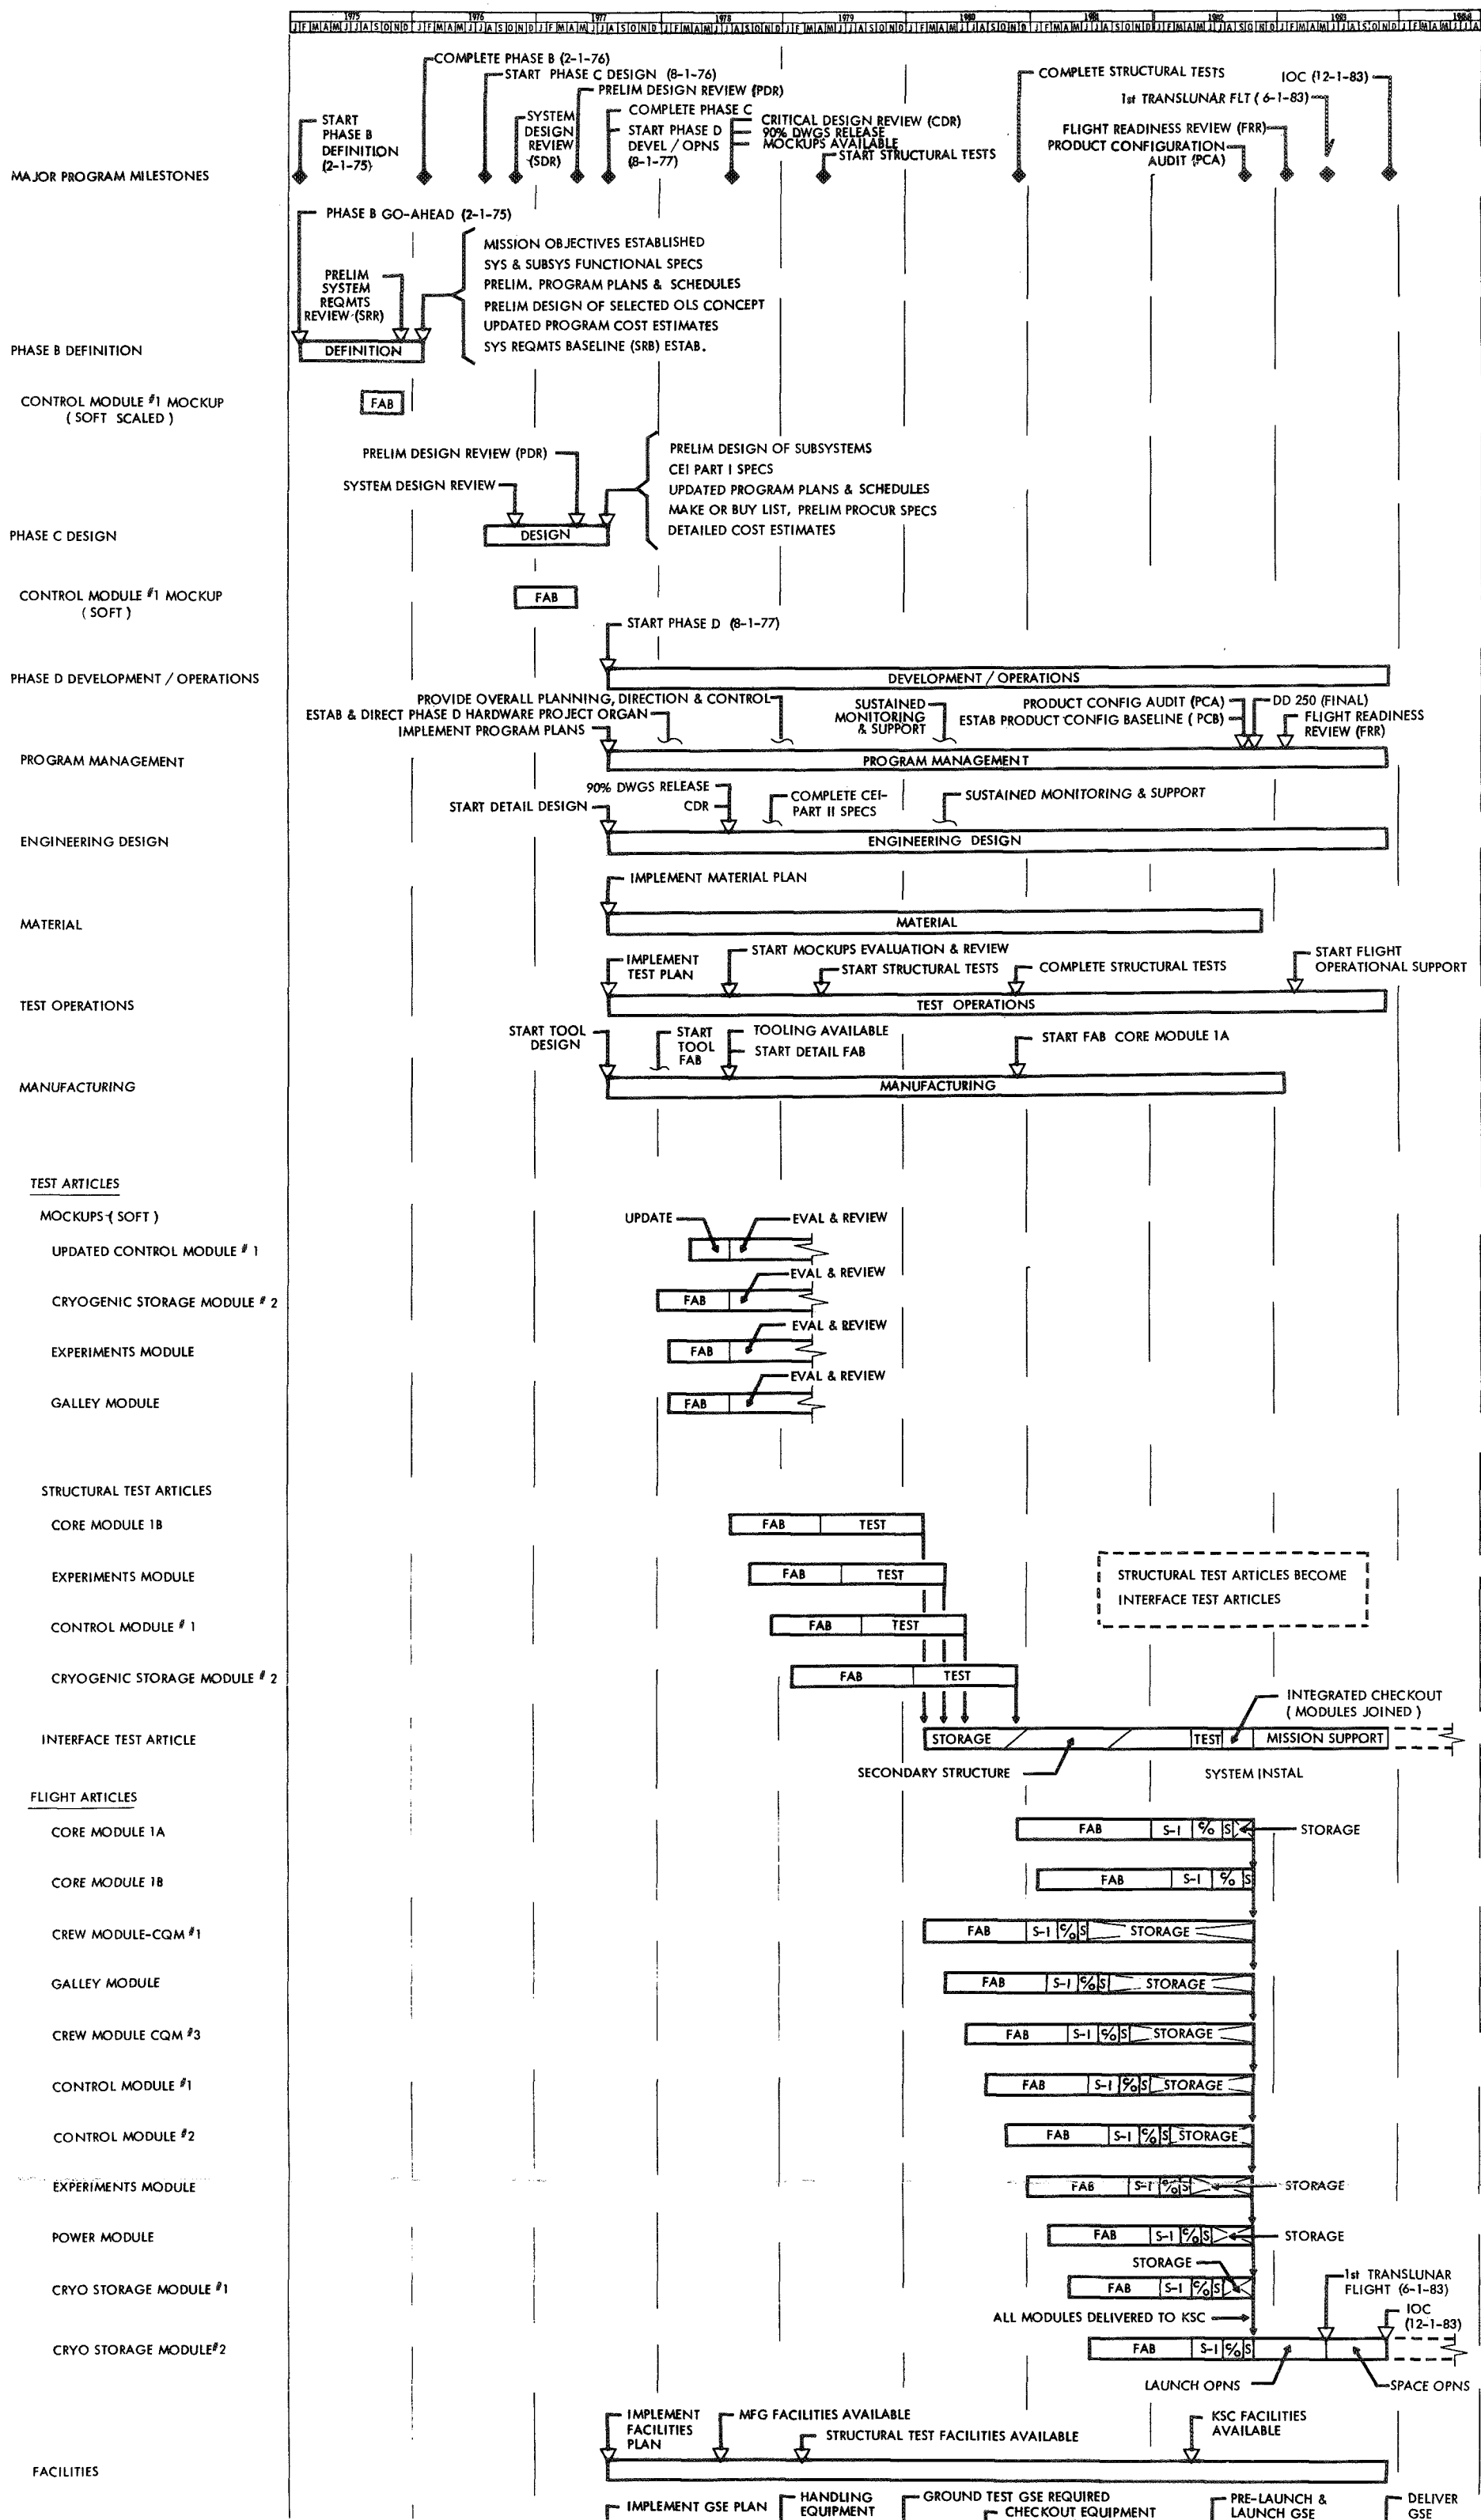 1975 1976 1977 1978 1979 1980 1981 1982 1983 1984
J F M A M J J A S O N D J F M A M J J A S O N D J F M A M J J A S O N D J F M A M J J A S O N D J F M A M J J A S O N D J F M A M J J A S O N D J F M A M J J A S O N D J F M A M J J A S O N D J F M A M J J A S O N D J F M A M J J A
COMPLETE PHASE B (2-1-76)
START PHASE C DESIGN (8-1-76)
PRELIM DESIGN REVIEW (PDR)
COMPLETE STRUCTURAL TESTS
IOC (12-1-83)
1st TRANSLUNAR FLT ( 6-1-83)
START
PHASE B
DEFINITION
(2-1-75)
SYSTEM
DESIGN
REVIEW
(SDR)
COMPLETE PHASE C
START PHASE D
DEVEL / OPNS
(8-1-77)
CRITICAL DESIGN REVIEW (CDR)
90% DWGS RELEASE
MOCKUPS AVAILABLE
START STRUCTURAL TESTS
FLIGHT READINESS REVIEW (FRR)
PRODUCT CONFIGURATION
AUDIT (PCA)
MAJOR PROGRAM MILESTONES
PHASE B GO-AHEAD (2-1-75)
PRELIM
SYSTEM
REQMTS
REVIEW (SRR)
MISSION OBJECTIVES ESTABLISHED
SYS & SUBSYS FUNCTIONAL SPECS
PRELIM. PROGRAM PLANS & SCHEDULES
PRELIM DESIGN OF SELECTED OLS CONCEPT
UPDATED PROGRAM COST ESTIMATES
SYS REQMTS BASELINE (SRB) ESTAB.
PHASE B DEFINITION
DEFINITION
CONTROL MODULE #1 MOCKUP
( SOFT SCALED )
FAB
PRELIM DESIGN REVIEW (PDR)
SYSTEM DESIGN REVIEW
PRELIM DESIGN OF SUBSYSTEMS
CEI PART I SPECS
UPDATED PROGRAM PLANS & SCHEDULES
MAKE OR BUY LIST, PRELIM PROCUR SPECS
DETAILED COST ESTIMATES
PHASE C DESIGN
DESIGN
CONTROL MODULE #1 MOCKUP
( SOFT )
FAB
START PHASE D (8-1-77)
PHASE D DEVELOPMENT / OPERATIONS
DEVELOPMENT / OPERATIONS
PROVIDE OVERALL PLANNING, DIRECTION & CONTROL
ESTAB & DIRECT PHASE D HARDWARE PROJECT ORGAN
IMPLEMENT PROGRAM PLANS
SUSTAINED
MONITORING
& SUPPORT
PRODUCT CONFIG AUDIT (PCA)
ESTAB PRODUCT CONFIG BASELINE ( PCB)
DD 250 (FINAL)
FLIGHT READINESS
REVIEW (FRR)
PROGRAM MANAGEMENT
PROGRAM MANAGEMENT
90% DWGS RELEASE
START DETAIL DESIGN
CDR
COMPLETE CEI-
PART II SPECS
SUSTAINED MONITORING & SUPPORT
ENGINEERING DESIGN
ENGINEERING DESIGN
IMPLEMENT MATERIAL PLAN
MATERIAL
MATERIAL
IMPLEMENT
TEST PLAN
START MOCKUPS EVALUATION & REVIEW
START STRUCTURAL TESTS
COMPLETE STRUCTURAL TESTS
START FLIGHT
OPERATIONAL SUPPORT
TEST OPERATIONS
TEST OPERATIONS
START TOOL
DESIGN
START
TOOL
FAB
TOOLING AVAILABLE
START DETAIL FAB
START FAB CORE MODULE 1A
MANUFACTURING
MANUFACTURING
TEST ARTICLES
MOCKUPS (SOFT )
UPDATE
EVAL & REVIEW
UPDATED CONTROL MODULE # 1
EVAL & REVIEW
CRYOGENIC STORAGE MODULE # 2
FAB
EVAL & REVIEW
EXPERIMENTS MODULE
FAB
EVAL & REVIEW
GALLEY MODULE
FAB
STRUCTURAL TEST ARTICLES
CORE MODULE 1B
FAB TEST
EXPERIMENTS MODULE
FAB TEST
STRUCTURAL TEST ARTICLES BECOME
INTERFACE TEST ARTICLES
CONTROL MODULE # 1
FAB TEST
CRYOGENIC STORAGE MODULE # 2
FAB TEST
INTEGRATED CHECKOUT
( MODULES JOINED )
INTERFACE TEST ARTICLE
STORAGE TEST MISSION SUPPORT
SECONDARY STRUCTURE
SYSTEM INSTAL
FLIGHT ARTICLES
CORE MODULE 1A
FAB S-I C/O S STORAGE
CORE MODULE 1B
FAB S-I C/O S
CREW MODULE-CQM #1
FAB S-I C/O S STORAGE
GALLEY MODULE
FAB S-I C/O S STORAGE
CREW MODULE CQM #3
FAB S-I C/O S STORAGE
CONTROL MODULE #1
FAB S-I C/O S STORAGE
CONTROL MODULE #2
FAB S-I C/O S STORAGE
EXPERIMENTS MODULE
FAB S-I C/O S STORAGE
POWER MODULE
FAB S-I C/O S STORAGE
STORAGE
CRYO STORAGE MODULE #1
FAB S-I C/O S
1st TRANSLUNAR
FLIGHT (6-1-83)
ALL MODULES DELIVERED TO KSC
IOC
(12-1-83)
CRYO STORAGE MODULE #2
FAB S-I C/O S
LAUNCH OPNS
SPACE OPNS
IMPLEMENT
FACILITIES
PLAN
MFG FACILITIES AVAILABLE
STRUCTURAL TEST FACILITIES AVAILABLE
KSC FACILITIES
AVAILABLE
FACILITIES
IMPLEMENT GSE PLAN
HANDLING
EQUIPMENT
GROUND TEST GSE REQUIRED
CHECKOUT EQUIPMENT
PRE-LAUNCH &
LAUNCH GSE
DELIVER
GSE